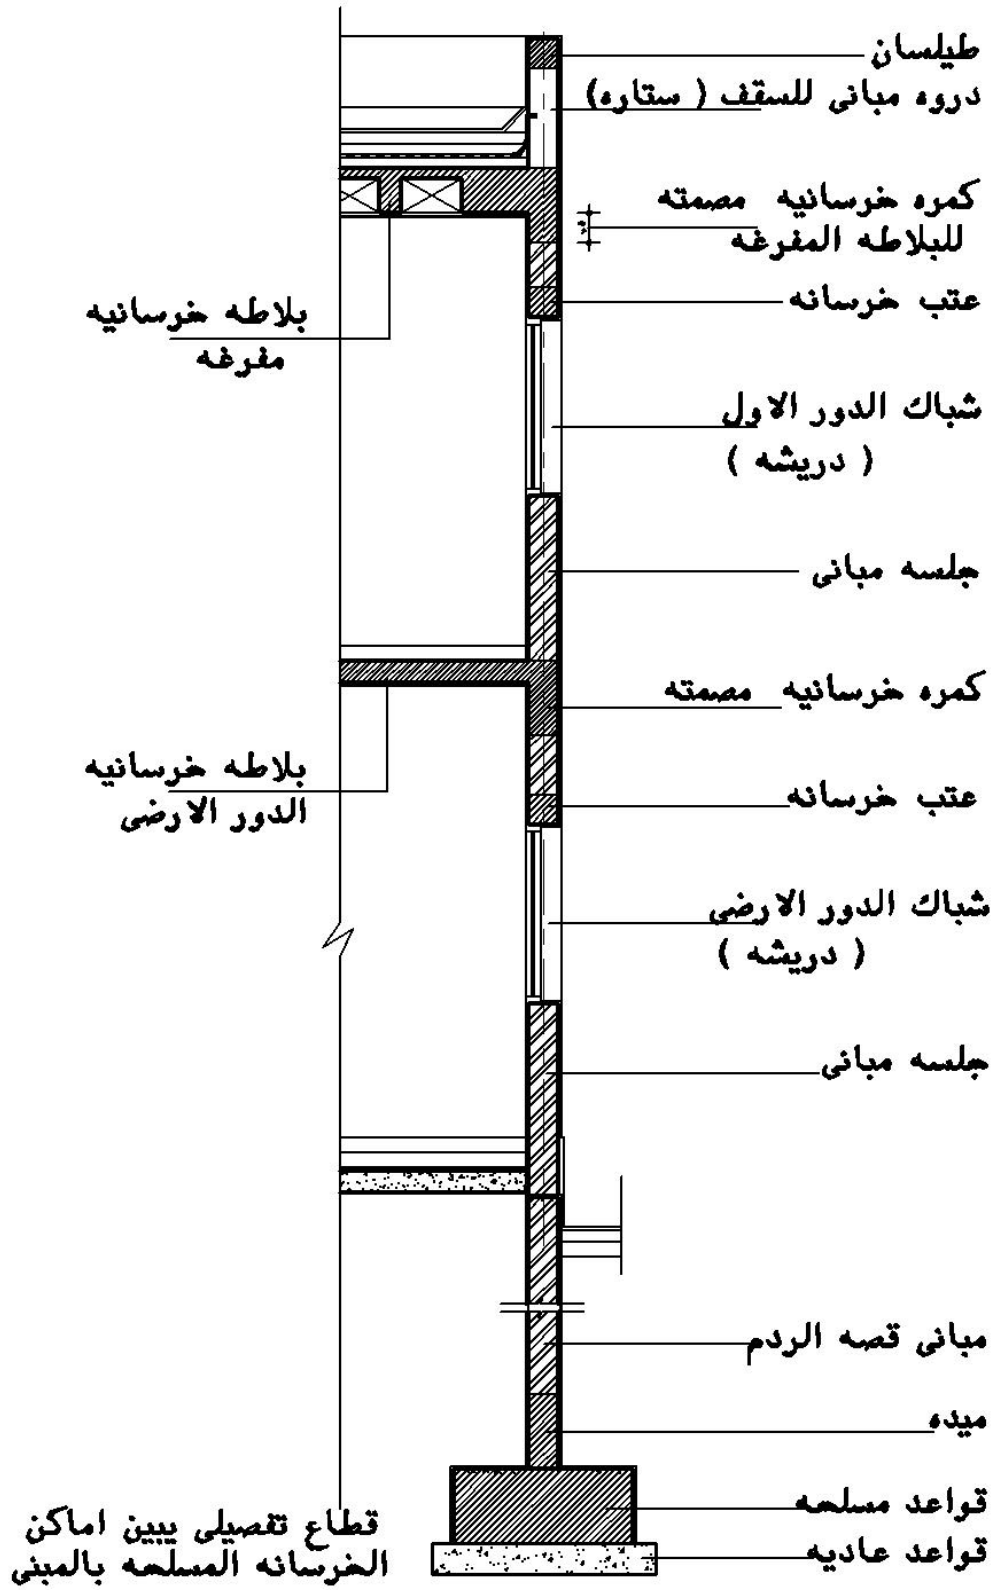 طيلسان
دروه مبانى للسقف ( ستاره )
كمره خرسانيه مصمته
للبلاطه المفرغه
عتب خرسانه
بلاطه خرسانيه
مفرغه
شباك الدور الاول
( دريشه )
جلسه مبانى
كمره خرسانيه مصمته
بلاطه خرسانيه
الدور الارضى
عتب خرسانه
شباك الدور الارضى
( دريشه )
جلسه مبانى
مبانى قصه الردم
ميده
قواعد مسلحه
قواعد عاديه
قطاع تفصيلى يبين اماكن
الخرسانه المسلحه بالمبنى